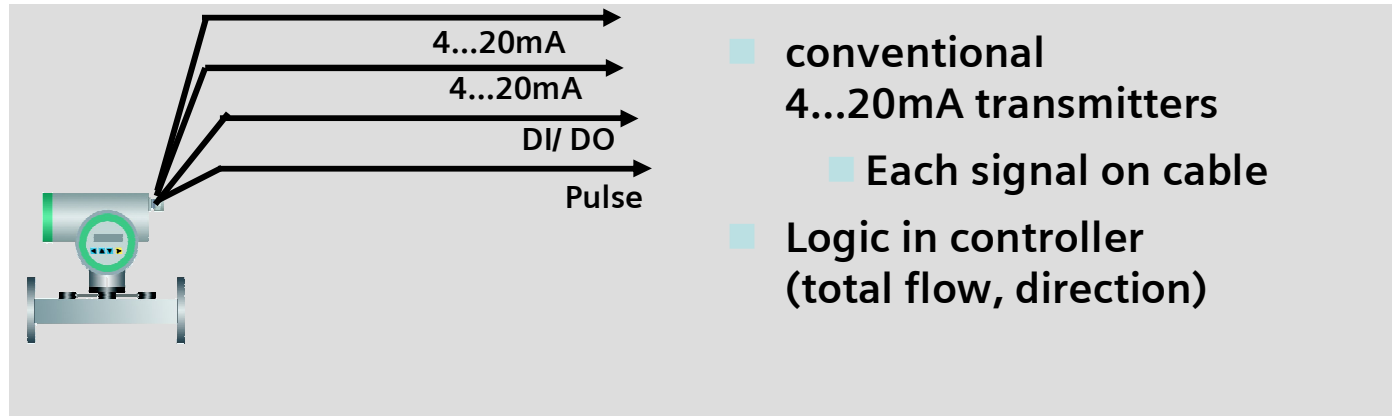 4...20mA
4...20mA
DI/ DO
Pulse
conventional
4...20mA transmitters
Each signal on cable
Logic in controller
(total flow, direction)